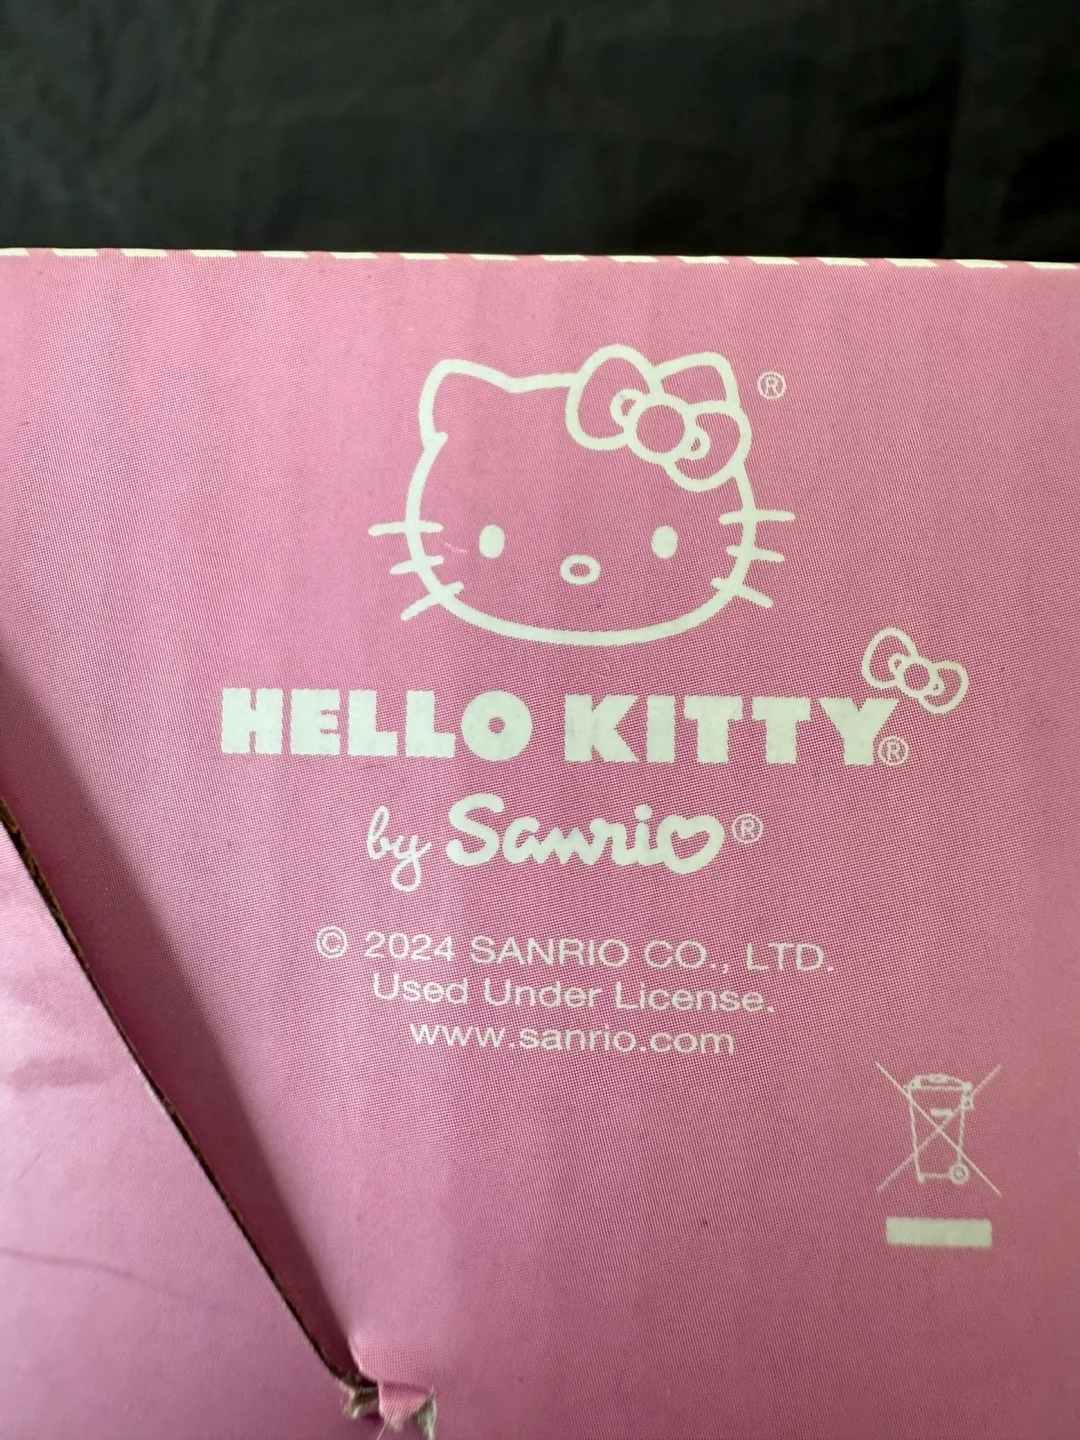 ®
HELLO KITTY®
by Sanrio®
© 2024 SANRIO CO., LTD.
Used Under License.
www.sanrio.com